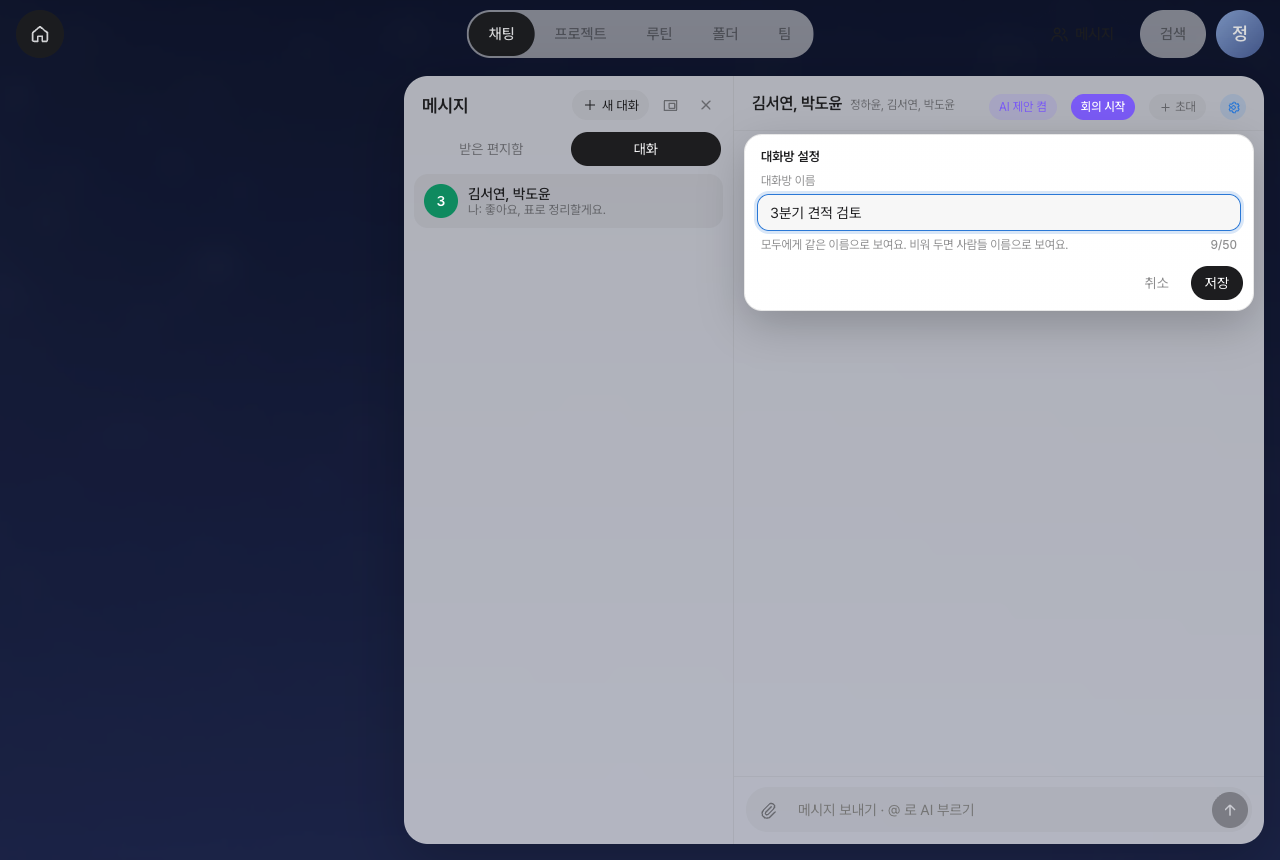 채팅
프로젝트
루틴
폴더
팀
메시지
검색
정
메시지
+ 새 대화
받은 편지함
대화
3
김서연, 박도윤
나: 좋아요, 표로 정리할게요.
김서연, 박도윤 정하윤, 김서연, 박도윤
AI 제안 켬
회의 시작
+ 초대
대화방 설정
대화방 이름
3분기 견적 검토
모두에게 같은 이름으로 보여요. 비워 두면 사람들 이름으로 보여요.
9/50
취소
저장
메시지 보내기 · @ 로 AI 부르기